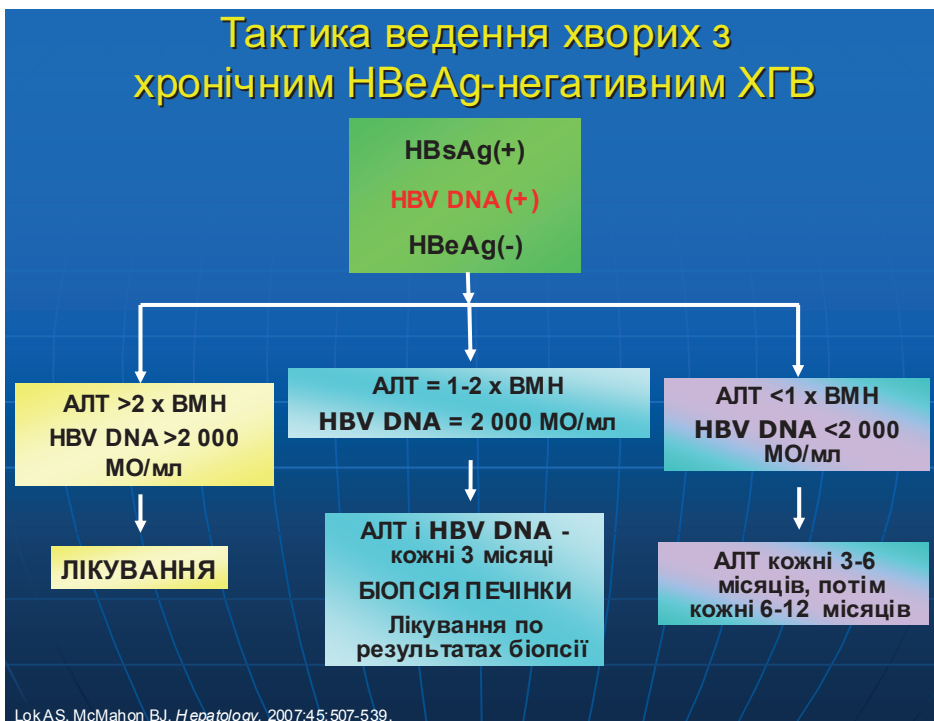 Тактика ведення хворих з
хронічним HBeAg-негативним ХГВ
HBsAg(+)
HBV DNA (+)
HBeAg(-)
АЛТ >2 х ВМН
HBV DNA >2 000
МО/мл
ЛІКУВАННЯ
АЛТ = 1-2 х ВМН
HBV DNA = 2 000 МО/мл
АЛТ і HBV DNA -
кожні 3 місяці
БІОПСІЯ ПЕЧІНКИ
Лікування по
результатах біопсії
АЛТ <1 х ВМН
HBV DNA <2 000
МО/мл
АЛТ кожні 3-6
місяців, потім
кожні 6-12 місяців
Lok AS, McMahon BJ. Hepatology. 2007;45:507-539.